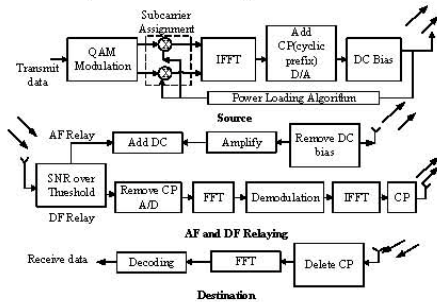 Subcarrier
Assignment
QAM
Modulation
IFFT
Add
CP(cyclic
prefix)
D/A
DC Bias
Transmit
data
Power Loading Algorithm
Source
AF Relay
Add DC
Amplify
Remove DC
bias
SNR over
Threshold
Remove CP
A/D
FFT
Demodulation
IFFT
CP
DF Relay
AF and DF Relaying
Receive data
Decoding
FFT
Delete CP
Destination